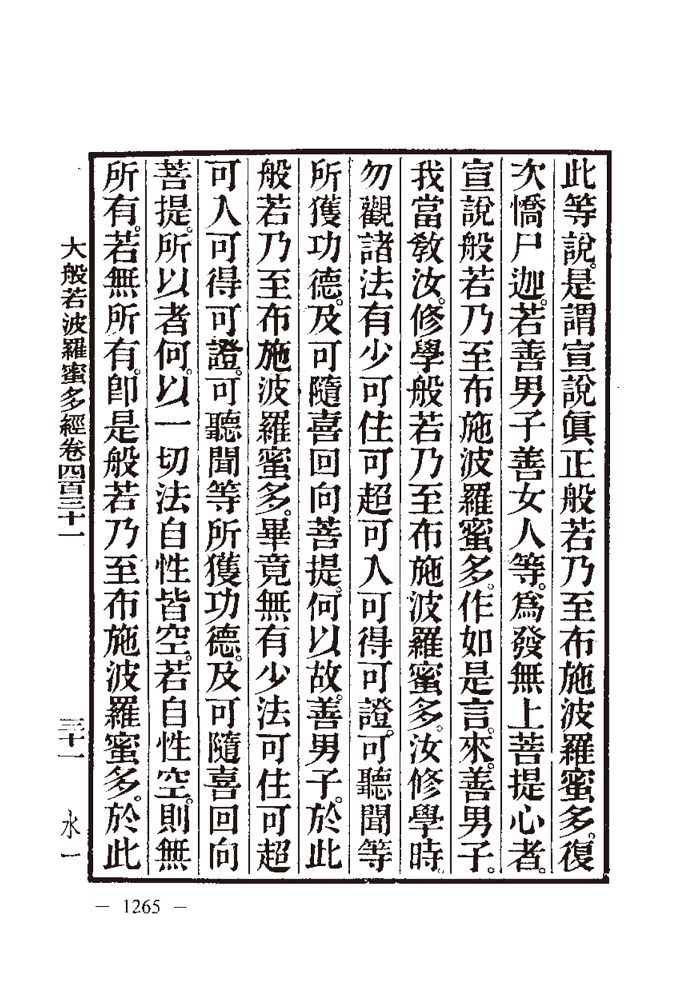 此等說。是謂宣說眞正般若乃至布施波羅蜜多。復
次憍尸迦。若善男子善女人等。爲發無上菩提心者。
宣說般若乃至布施波羅蜜多。作如是言。來。善男子。
我當敎汝。修學般若乃至布施波羅蜜多。汝修學時。
勿觀諸法有少可住可超可入可得可證。可聽聞等
所獲功德。及可隨喜回向菩提。何以故。善男子。於此
般若乃至布施波羅蜜多。畢竟無有少法可住可超
可入可得可證。可聽聞等所獲功德。及可隨喜回向
菩提。所以者何。以一切法自性皆空。若自性空。則無
所有。若無所有。卽是般若乃至布施波羅蜜多。於此
大般若波羅蜜多經卷四百三十一 三十一 水一
— 1265 —